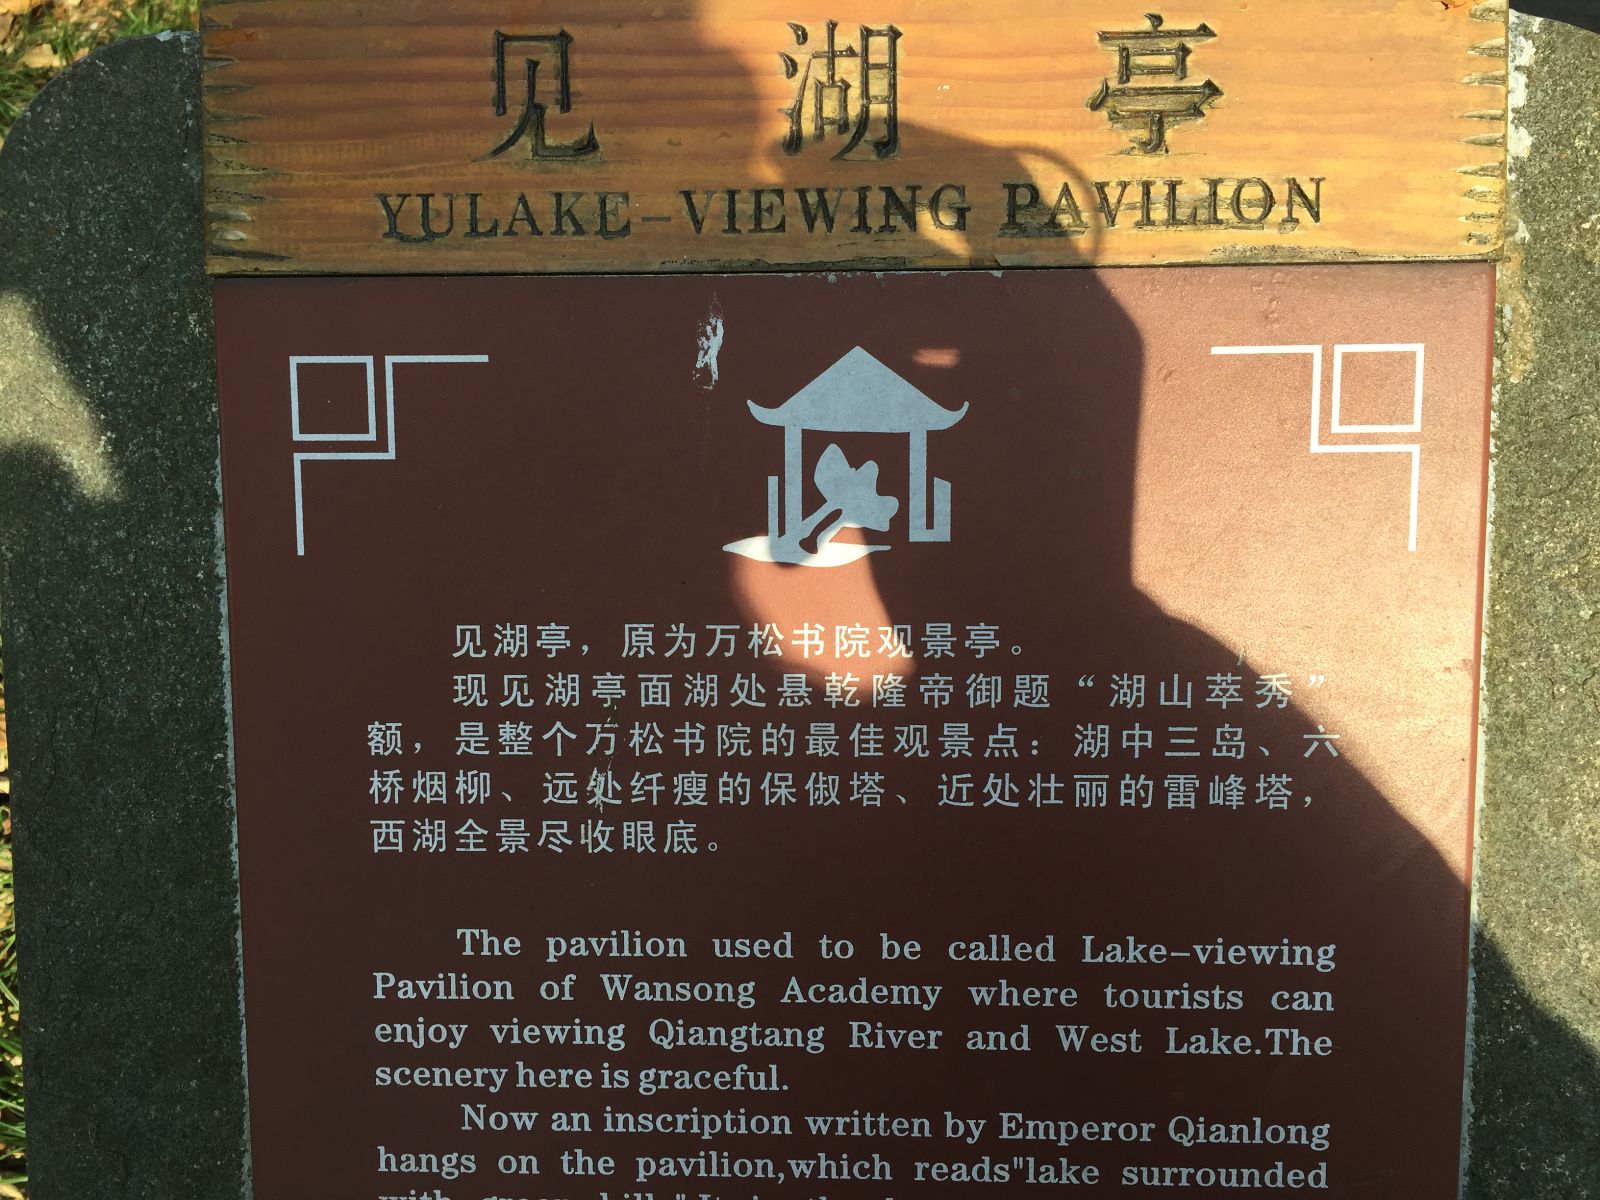 见湖亭
YULAKE-VIEWING PAVILION
见湖亭，原为万松书院观景亭。
现见湖亭面湖处悬乾隆帝御题“湖山萃秀”
额，是整个万松书院的最佳观景点：湖中三岛、六
桥烟柳、远处纤瘦的保俶塔、近处壮丽的雷峰塔，
西湖全景尽收眼底。
The pavilion used to be called Lake-viewing
Pavilion of Wansong Academy where tourists can
enjoy viewing Qiangtang River and West Lake.The
scenery here is graceful.
Now an inscription written by Emperor Qianlong
hangs on the pavilion,which reads"lake surrounded